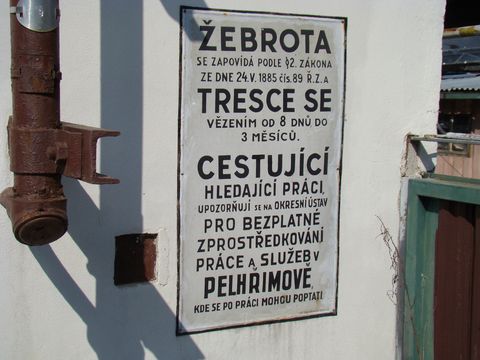 ŽEBROTA
SE ZAPOVÍDÁ PODLE §2. ZÁKONA
ZE DNE 24.V. 1885 čís. 89 Ř.Z. A
TRESCE SE
VĚZENÍM OD 8 DNŮ DO
3 MĚSÍCŮ.
CESTUJÍCÍ
HLEDAJÍCÍ PRÁCI,
UPOZORŇUJÍ SE NA OKRESNÍ ÚSTAV
PRO BEZPLATNÉ
ZPROSTŘEDKOVÁNÍ
PRÁCE A SLUŽEB V
PELHŘIMOVĚ,
KDE SE PO PRÁCI MOHOU POPTATI.